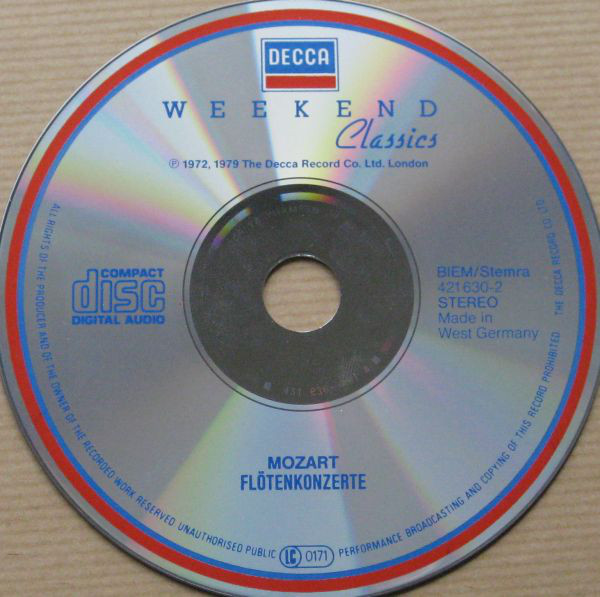 DECCA
WEEKEND
Classics
℗ 1972, 1979 The Decca Record Co. Ltd. London
COMPACT
disc
DIGITAL AUDIO
BIEM/Stemra
421 630-2
STEREO
Made in
West Germany
MOZART
FLÖTENKONZERTE
ALL RIGHTS OF THE PRODUCER AND OF THE OWNER OF THE RECORDED WORK RESERVED UNAUTHORISED PUBLIC LC 0171 PERFORMANCE BROADCASTING AND COPYING OF THIS RECORD PROHIBITED THE DECCA RECORD CO. LTD.